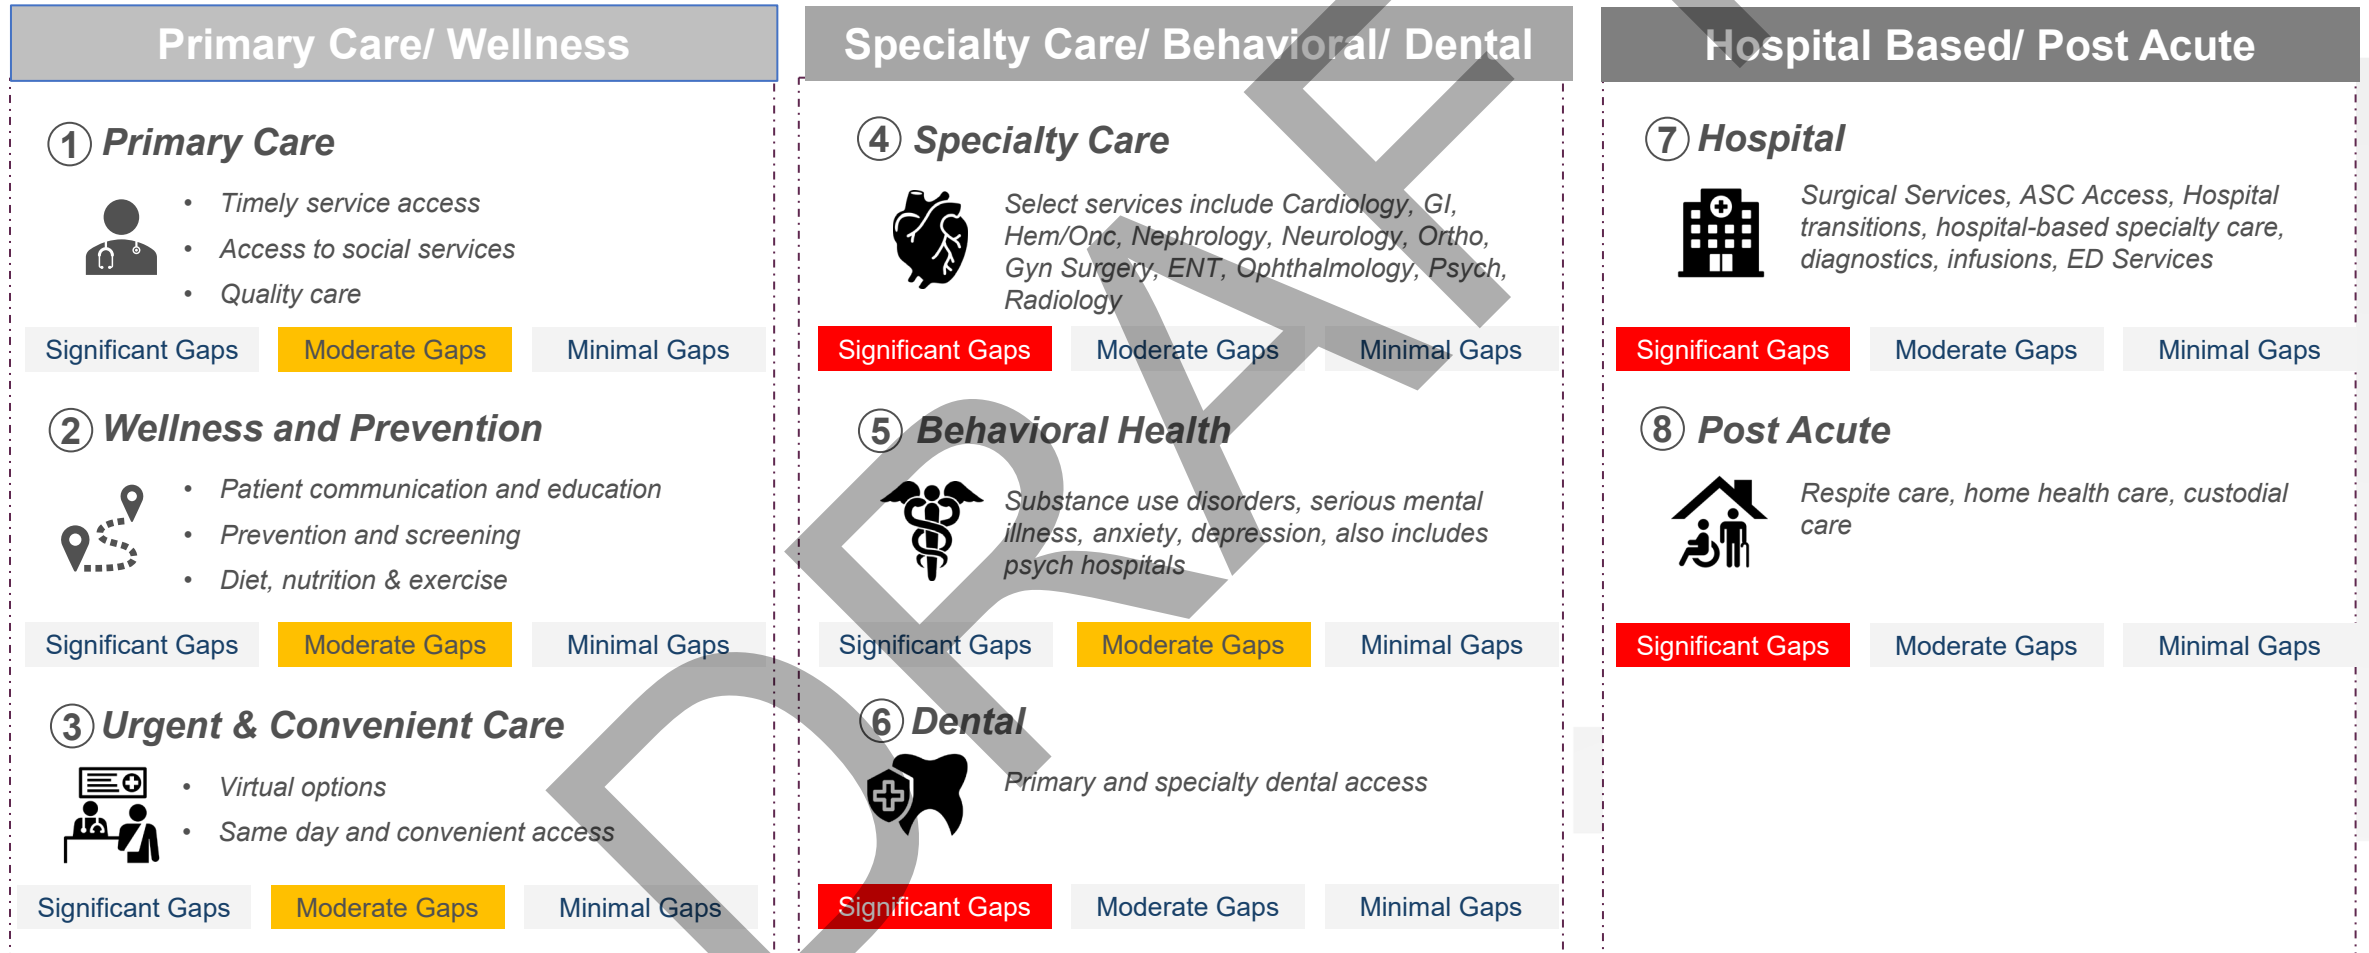 Primary Care/ Wellness
1 Primary Care
• Timely service access
• Access to social services
• Quality care
Significant Gaps Moderate Gaps Minimal Gaps
2 Wellness and Prevention
• Patient communication and education
• Prevention and screening
• Diet, nutrition & exercise
Significant Gaps Moderate Gaps Minimal Gaps
3 Urgent & Convenient Care
• Virtual options
• Same day and convenient access
Significant Gaps Moderate Gaps Minimal Gaps
Specialty Care/ Behavioral/ Dental
4 Specialty Care
Select services include Cardiology, GI,
Hem/Onc, Nephrology, Neurology, Ortho,
Gyn Surgery, ENT, Ophthalmology, Psych,
Radiology
Significant Gaps Moderate Gaps Minimal Gaps
5 Behavioral Health
Substance use disorders, serious mental
illness, anxiety, depression, also includes
psych hospitals
Significant Gaps Moderate Gaps Minimal Gaps
6 Dental
Primary and specialty dental access
Significant Gaps Moderate Gaps Minimal Gaps
Hospital Based/ Post Acute
7 Hospital
Surgical Services, ASC Access, Hospital
transitions, hospital-based specialty care,
diagnostics, infusions, ED Services
Significant Gaps Moderate Gaps Minimal Gaps
8 Post Acute
Respite care, home health care, custodial
care
Significant Gaps Moderate Gaps Minimal Gaps
DRAFT